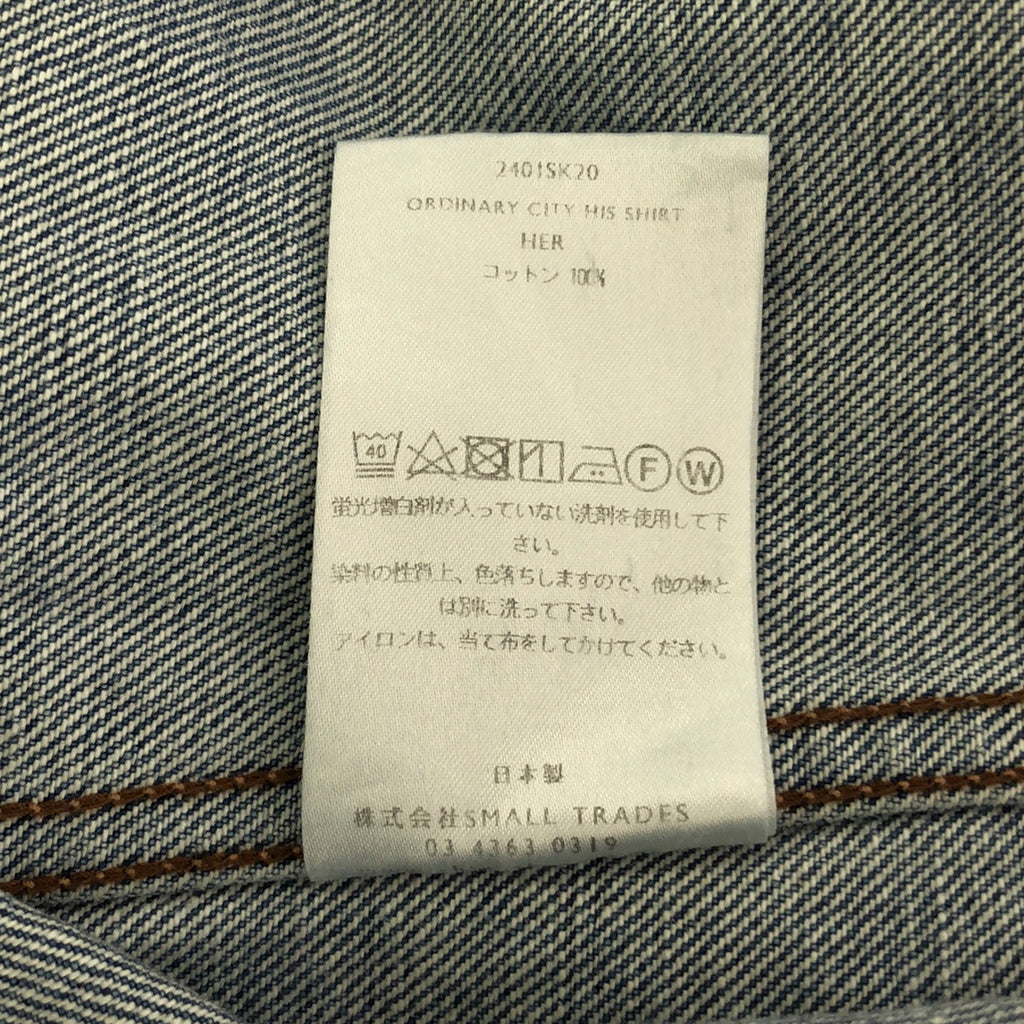 2401SK20
ORDINARY CITY HIS SHIRT
HER
コットン 100%
40
F W
蛍光増白剤が入っていない洗剤を使用して下
さい。
染料の性質上、色落ちしますので、他の物と
は別に洗って下さい。
アイロンは、当て布をしてかけてください。
日本製
株式会社SMALL TRADES
03 4363 0319